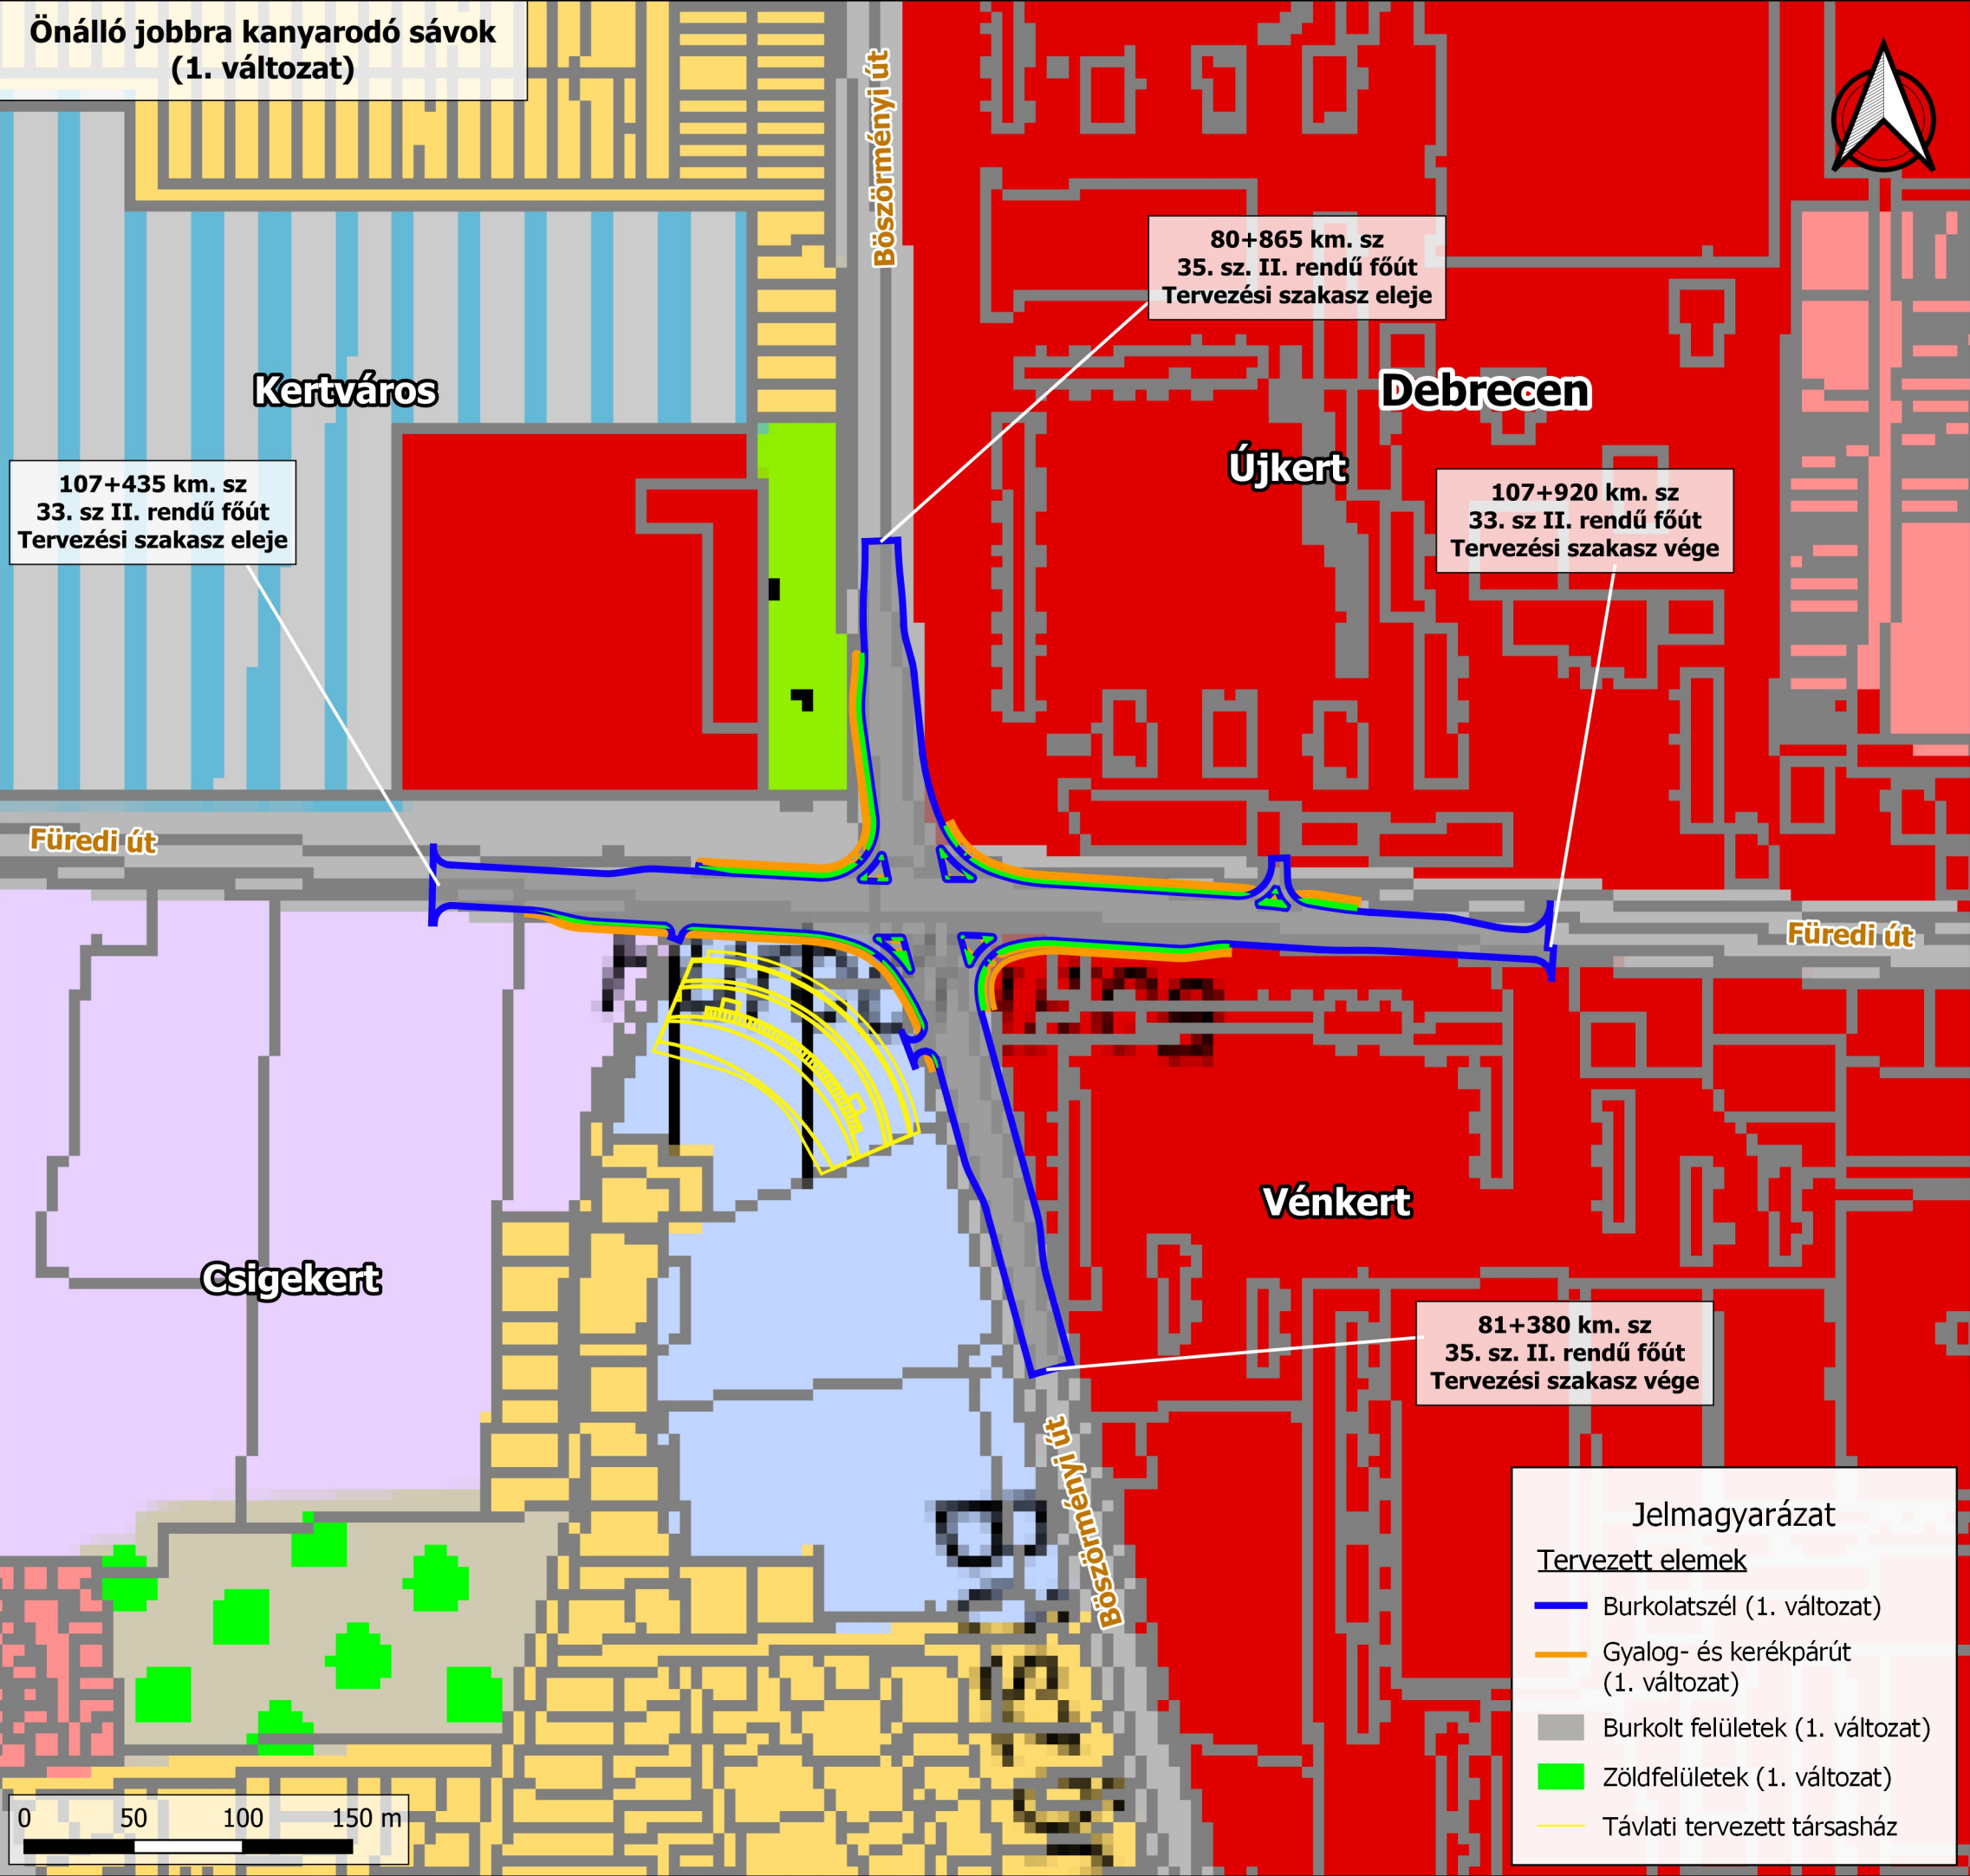 Önálló jobbra kanyarodó sávok
(1. változat)
Böszörményi út
80+865 km. sz
35. sz. II. rendű főút
Tervezési szakasz eleje
Kertváros
Debrecen
Újkert
107+435 km. sz
33. sz II. rendű főút
Tervezési szakasz eleje
107+920 km. sz
33. sz II. rendű főút
Tervezési szakasz vége
Füredi út
Füredi út
Vénkert
Csigekert
81+380 km. sz
35. sz. II. rendű főút
Tervezési szakasz vége
Böszörményi út
Jelmagyarázat
Tervezett elemek
Burkolatszél (1. változat)
Gyalog- és kerékpárút
(1. változat)
Burkolt felületek (1. változat)
Zöldfelületek (1. változat)
Távlati tervezett társasház
0 50 100 150 m